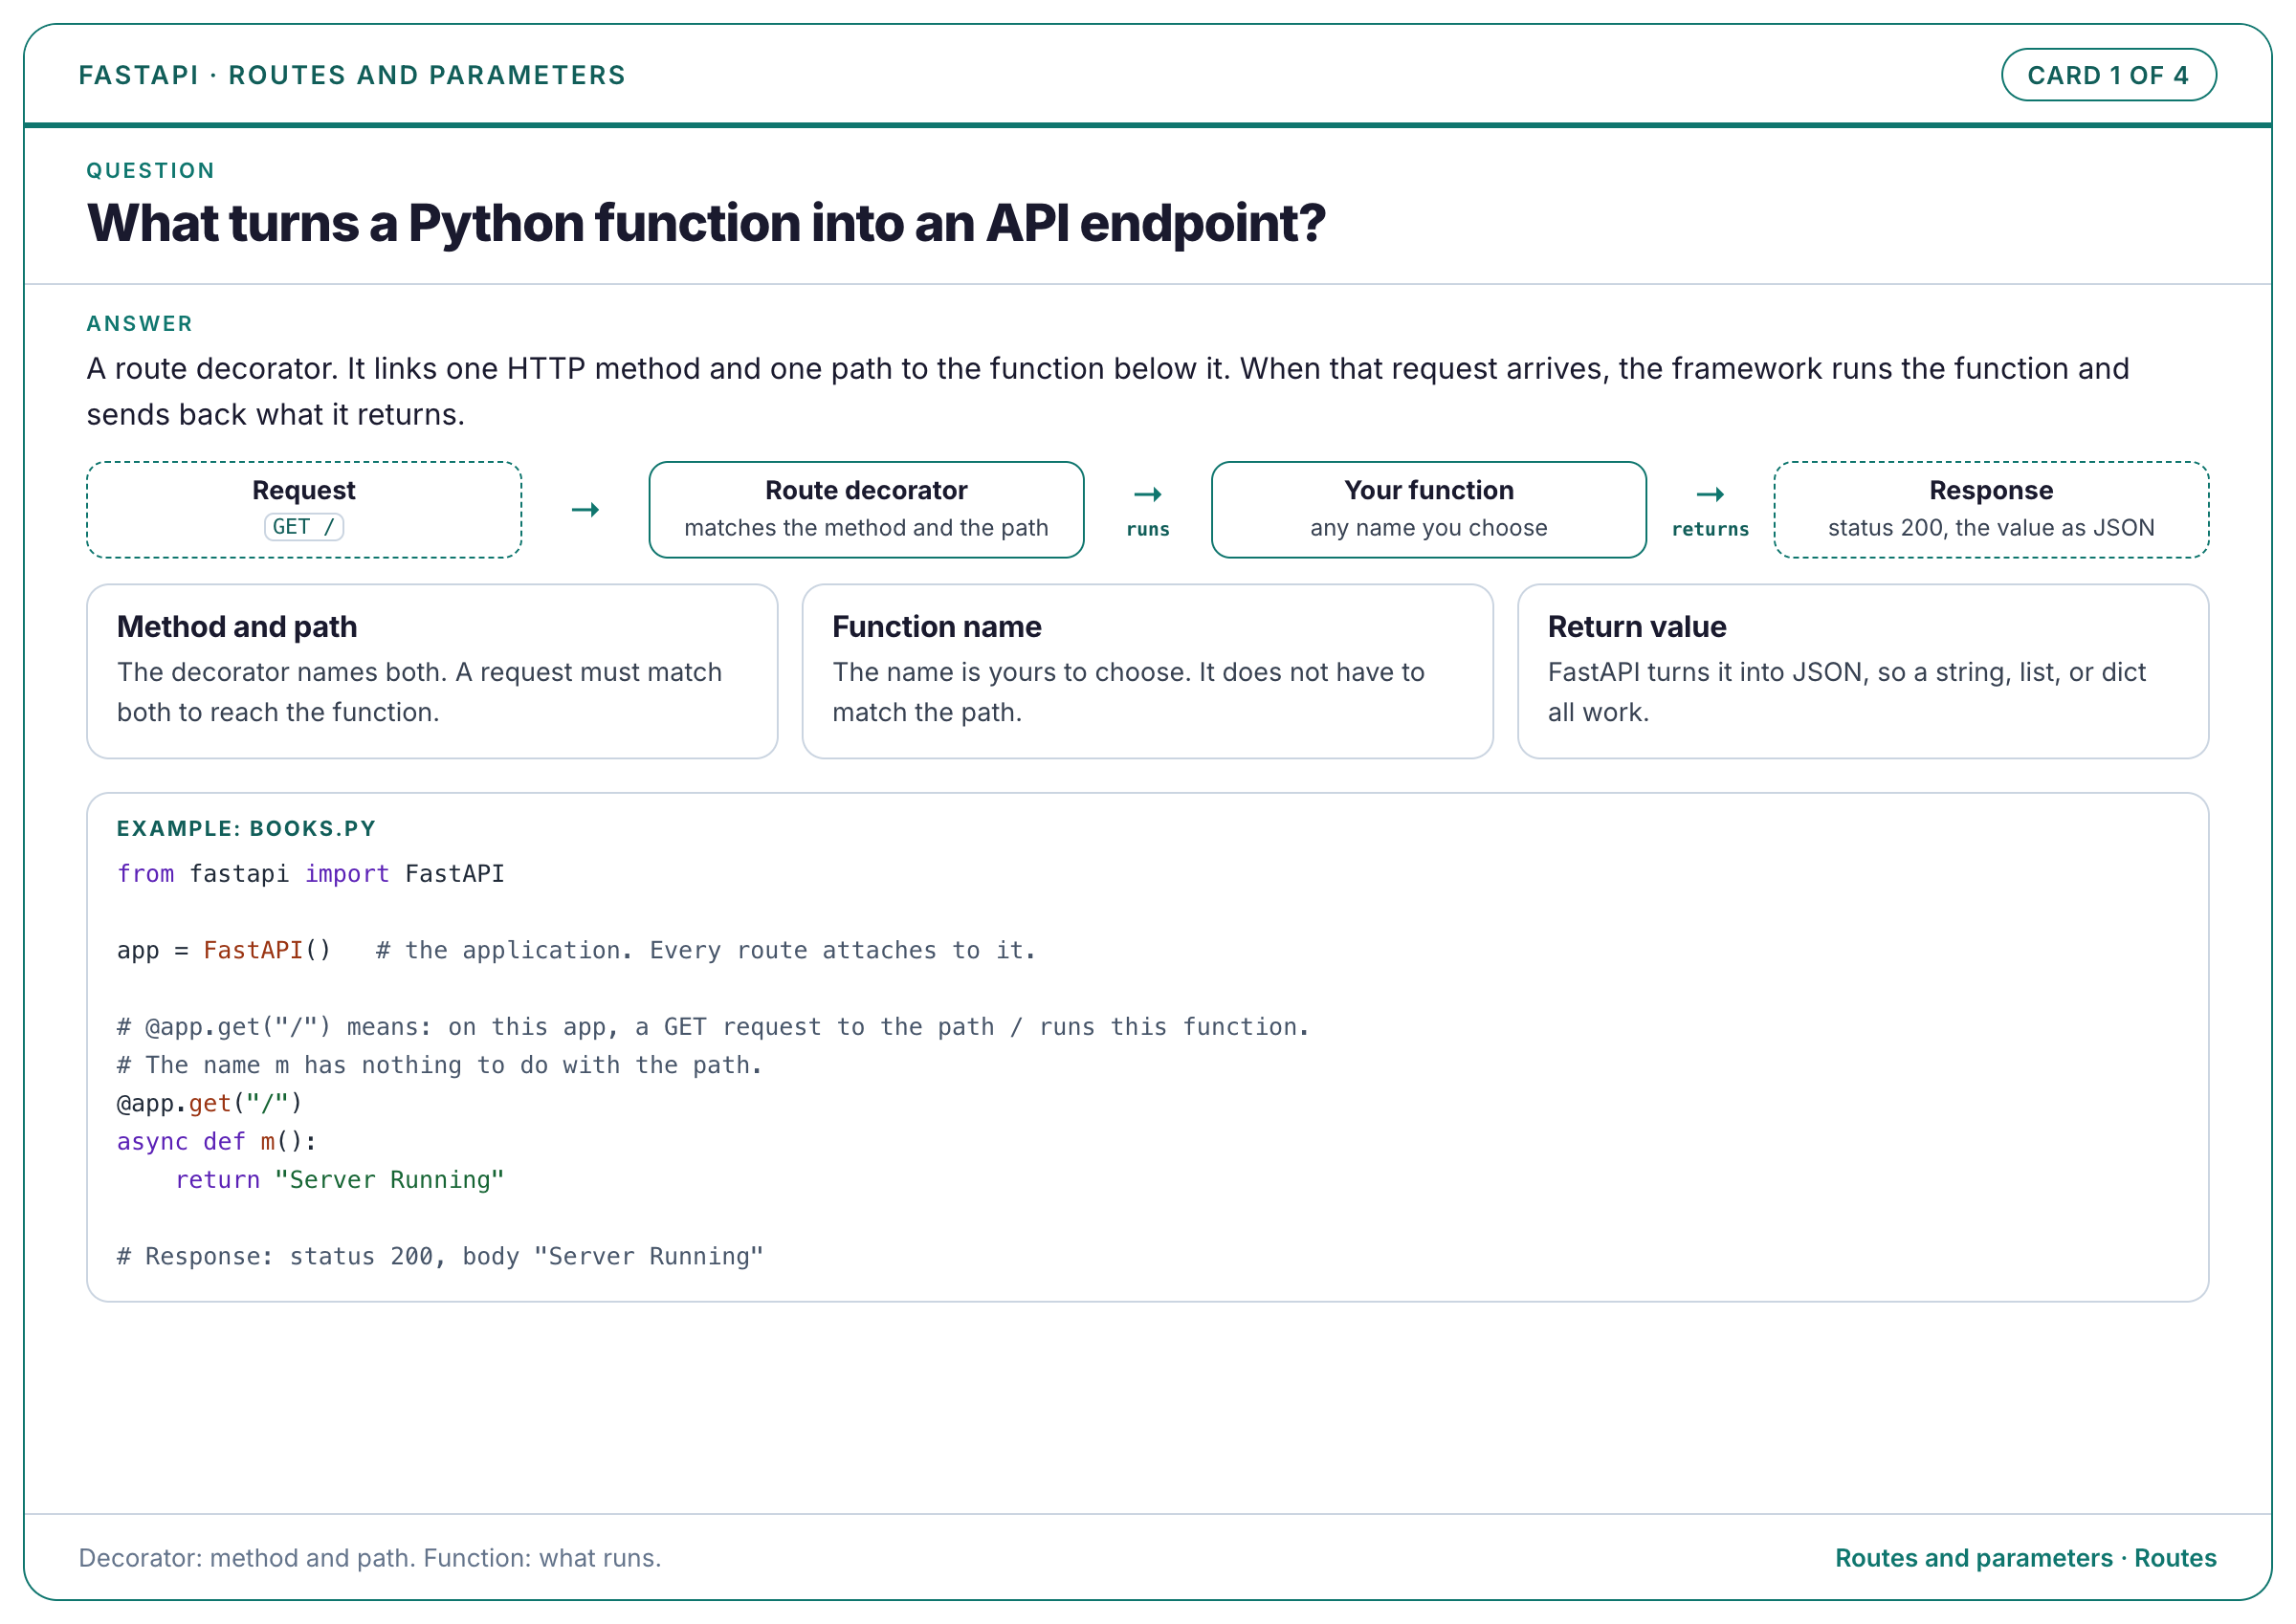 FASTAPI · ROUTES AND PARAMETERS
CARD 1 OF 4
QUESTION
What turns a Python function into an API endpoint?
ANSWER
A route decorator. It links one HTTP method and one path to the function below it. When that request arrives, the framework runs the function and
sends back what it returns.
Request
GET /
→
Route decorator
matches the method and the path
→
runs
Your function
any name you choose
→
returns
Response
status 200, the value as JSON
Method and path
The decorator names both. A request must match
both to reach the function.
Function name
The name is yours to choose. It does not have to
match the path.
Return value
FastAPI turns it into JSON, so a string, list, or dict
all work.
EXAMPLE: BOOKS.PY
from fastapi import FastAPI

app = FastAPI()   # the application. Every route attaches to it.

# @app.get("/") means: on this app, a GET request to the path / runs this function.
# The name m has nothing to do with the path.
@app.get("/")
async def m():
    return "Server Running"

# Response: status 200, body "Server Running"
Decorator: method and path. Function: what runs.
Routes and parameters · Routes